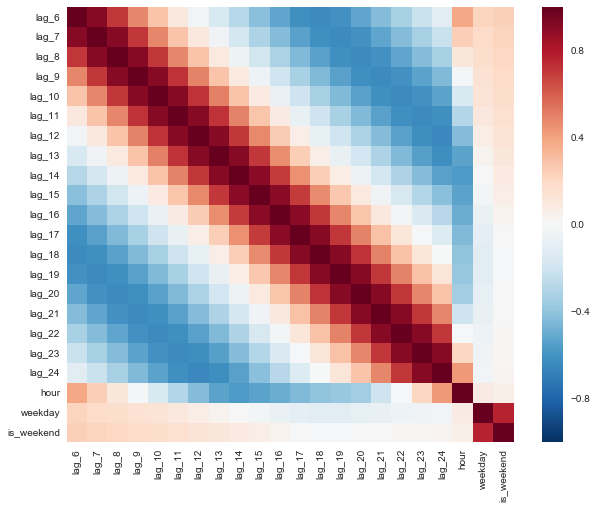 lag_6
lag_7
lag_8
lag_9
lag_10
lag_11
lag_12
lag_13
lag_14
lag_15
lag_16
lag_17
lag_18
lag_19
lag_20
lag_21
lag_22
lag_23
lag_24
hour
weekday
is_weekend
lag_6
lag_7
lag_8
lag_9
lag_10
lag_11
lag_12
lag_13
lag_14
lag_15
lag_16
lag_17
lag_18
lag_19
lag_20
lag_21
lag_22
lag_23
lag_24
hour
weekday
is_weekend
0.8
0.4
0.0
−0.4
−0.8